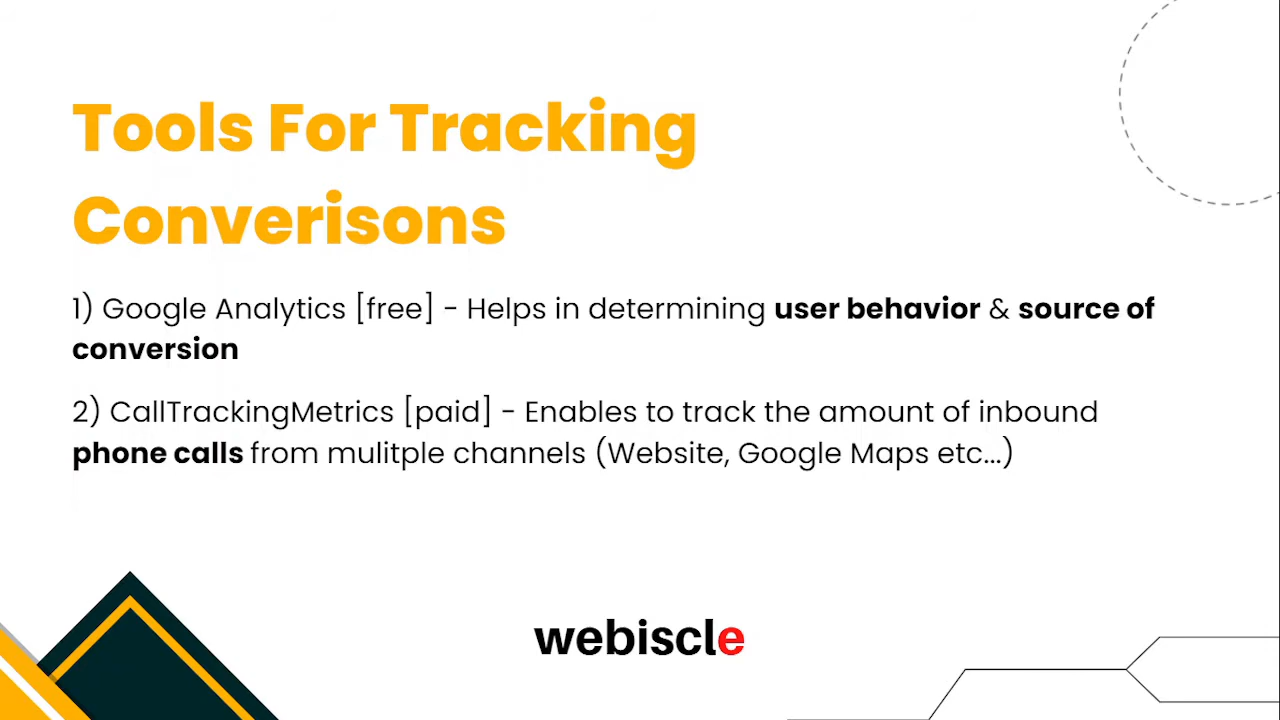 Tools For Tracking
Converisons
1) Google Analytics [free] - Helps in determining user behavior & source of
conversion
2) CallTrackingMetrics [paid] - Enables to track the amount of inbound
phone calls from mulitple channels (Website, Google Maps etc...)
webiscle